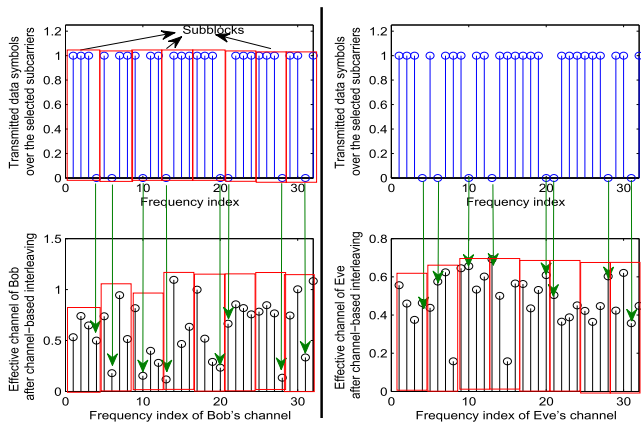 Subblocks
Transmitted data symbols
over the selected subcarriers
1.2
1
0.8
0.6
0.4
0.2
0
0 10 20 30
Frequency index
Transmitted data symbols
over the selected subcarriers
1.2
1
0.8
0.6
0.4
0.2
0
0 10 20 30
Frequency index
Effective channel of Bob
after channel-based interleaving
1.5
1
0.5
0
0 10 20 30
Frequency index of Bob's channel
Effective channel of Eve
after channel-based interleaving
0.8
0.6
0.4
0.2
0
0 10 20 30
Frequency index of Eve's channel